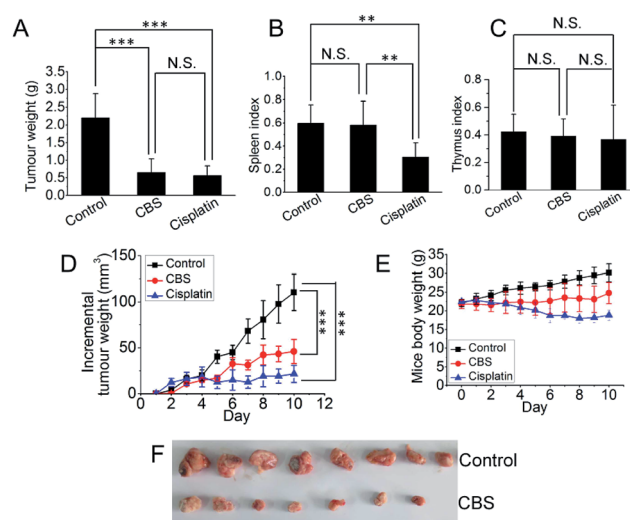 A
***
***
N.S.
Tumour weight (g)
2.5
2.0
1.5
1.0
0.5
0.0
Control
CBS
Cisplatin
B
**
N.S.
**
Spleen index
1.0
0.8
0.6
0.4
0.2
0.0
Control
CBS
Cisplatin
C
N.S.
N.S.
N.S.
Thymus index
0.8
0.6
0.4
0.2
0.0
Control
CBS
Cisplatin
D
Control
CBS
Cisplatin
Incremental
tumour weight (mm³)
150
100
50
0
0 2 4 6 8 10 12
Day
***
***
E
Mice body weight (g)
35
30
25
20
15
10
5
0
0 2 4 6 8 10
Day
Control
CBS
Cisplatin
F
Control
CBS